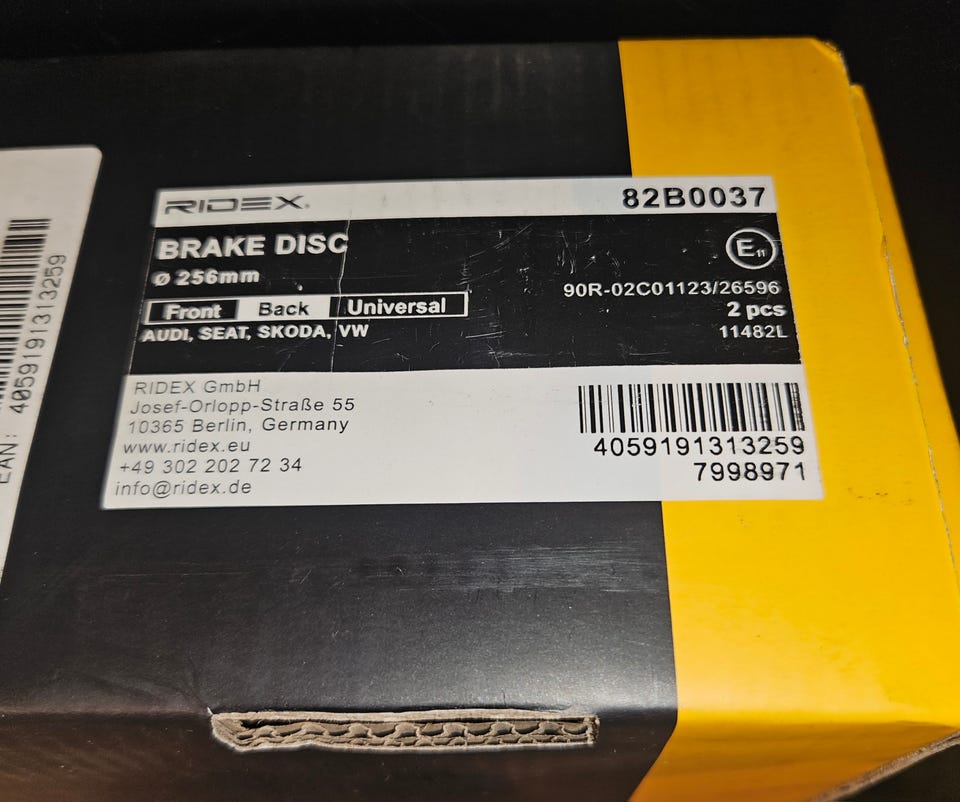 RIDEX®
82B0037
BRAKE DISC
ø 256mm
E11
90R-02C01123/26596
Front Back Universal
2 pcs
AUDI, SEAT, SKODA, VW
11482L
RIDEX GmbH
Josef-Orlopp-Straße 55
10365 Berlin, Germany
www.ridex.eu
+49 302 202 72 34
info@ridex.de
4059191313259
7998971
EAN: 4059191313259